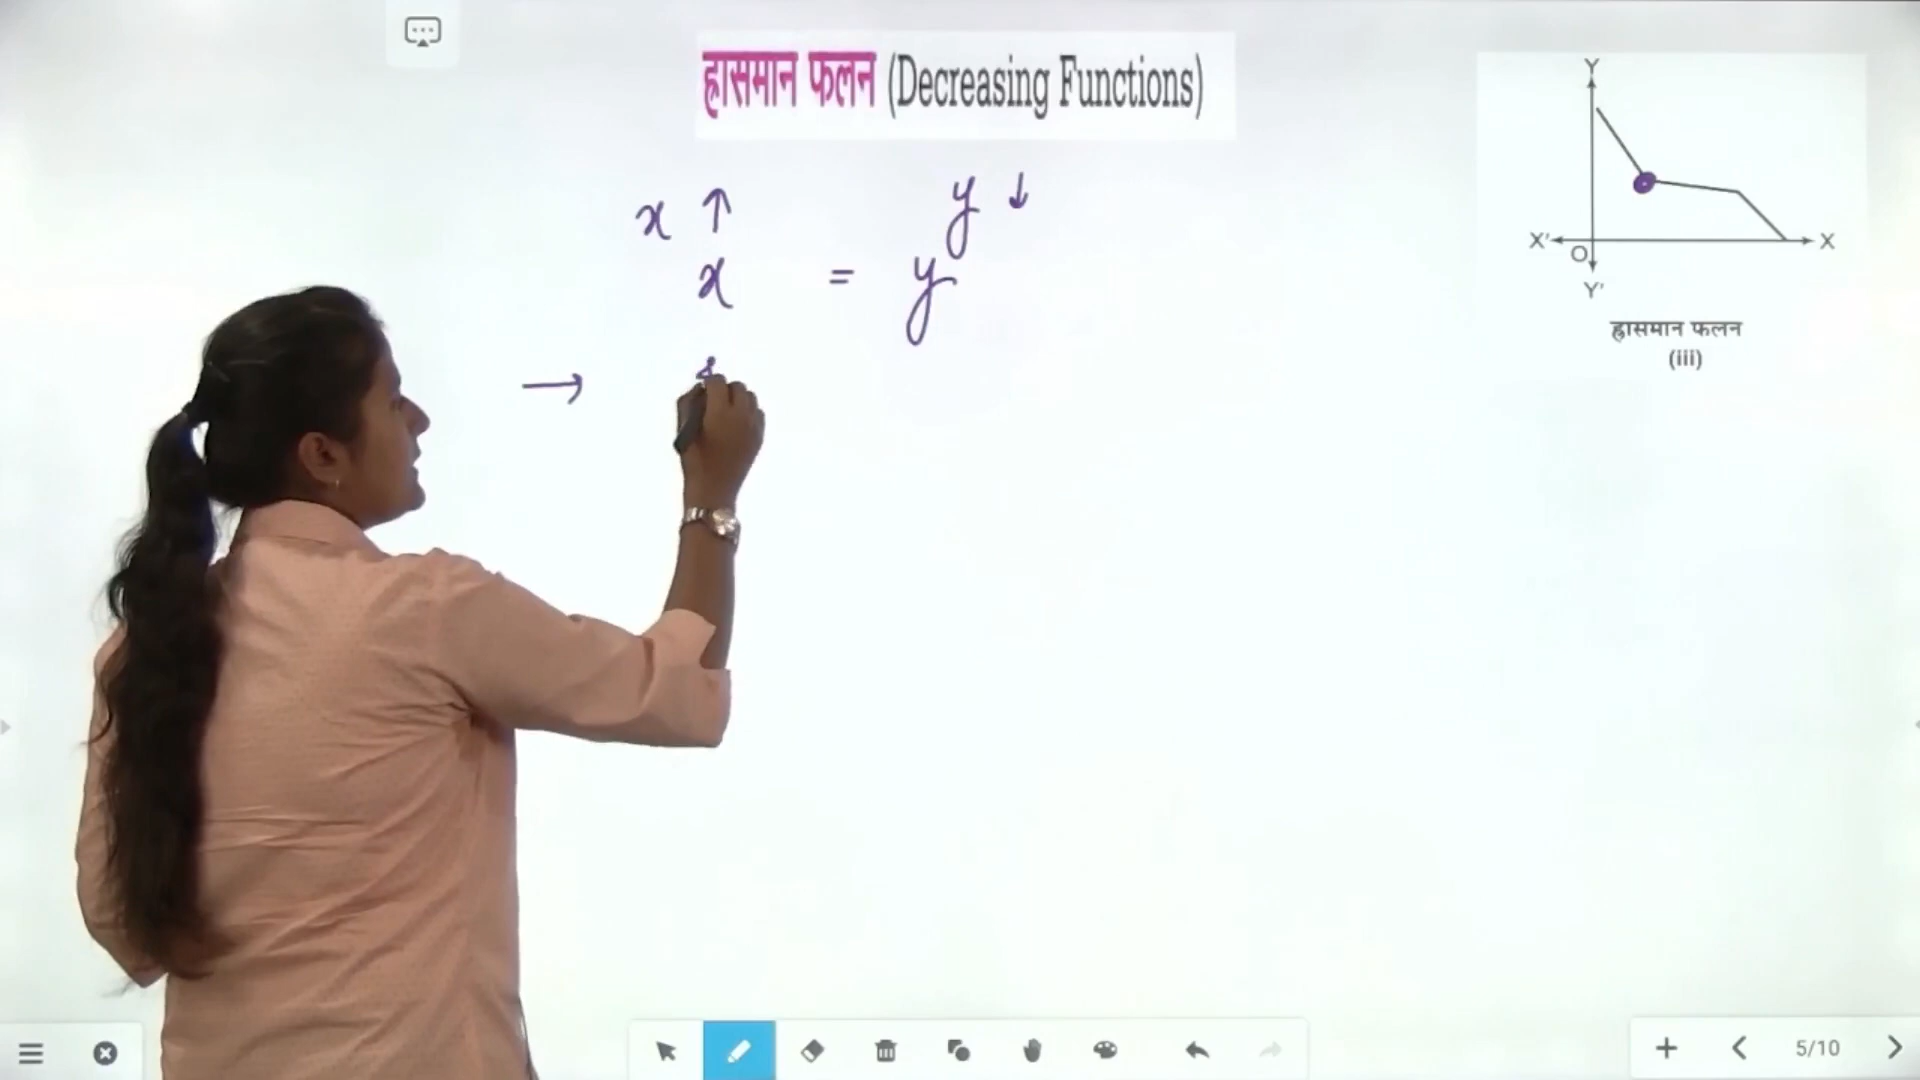 ह्रासमान फलन (Decreasing Functions)
x ↑ y ↓
x = y
→
Y
X' O X
Y'
ह्रासमान फलन
(iii)
5/10